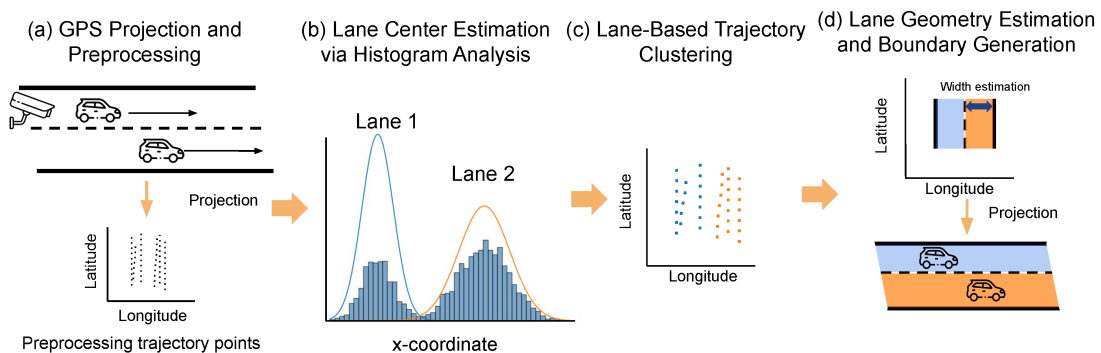 (a) GPS Projection and
Preprocessing
Projection
Latitude
Longitude
Preprocessing trajectory points
(b) Lane Center Estimation
via Histogram Analysis
Lane 1
Lane 2
x-coordinate
(c) Lane-Based Trajectory
Clustering
Latitude
Longitude
(d) Lane Geometry Estimation
and Boundary Generation
Width estimation
Latitude
Longitude
Projection